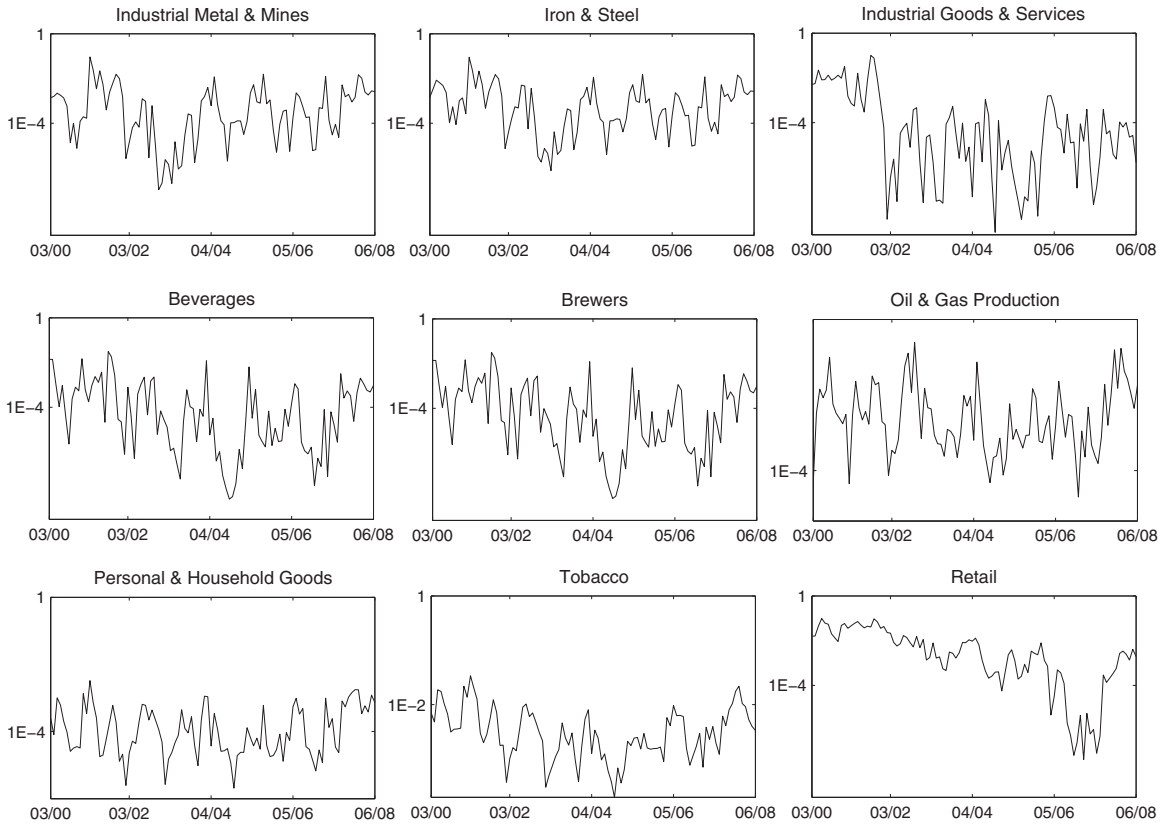 Industrial Metal & Mines
Iron & Steel
Industrial Goods & Services
1
1E−4
03/00 03/02 04/04 05/06 06/08
1
1E−4
03/00 03/02 04/04 05/06 06/08
1
1E−4
03/00 03/02 04/04 05/06 06/08
Beverages
Brewers
Oil & Gas Production
1
1E−4
03/00 03/02 04/04 05/06 06/08
1
1E−4
03/00 03/02 04/04 05/06 06/08
1E−4
03/00 03/02 04/04 05/06 06/08
Personal & Household Goods
Tobacco
Retail
1
1E−4
03/00 03/02 04/04 05/06 06/08
1
1E−2
03/00 03/02 04/04 05/06 06/08
1
1E−4
03/00 03/02 04/04 05/06 06/08